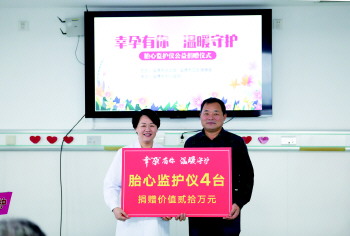 幸孕有你 温暖守护
胎心监护仪公益捐赠仪式
幸孕有你 温暖守护
胎心监护仪4台
捐赠价值贰拾万元